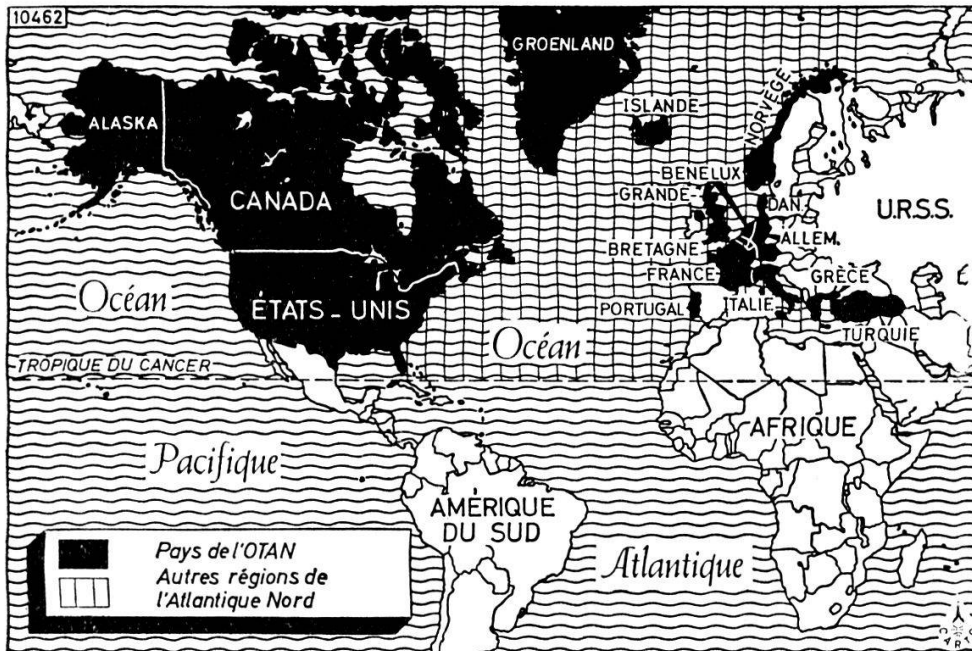 10462
GROENLAND
ALASKA
ISLANDE
NORVÈGE
CANADA
BENELUX
GRANDE-
BRETAGNE
DAN.
U.R.S.S.
ALLEM.
FRANCE
GRÈCE
Océan
ÉTATS-UNIS
PORTUGAL
ITALIE
Océan
TURQUIE
TROPIQUE DU CANCER
AFRIQUE
Pacifique
AMÉRIQUE
DU SUD
Atlantique
Pays de l'OTAN
Autres régions de
l'Atlantique Nord